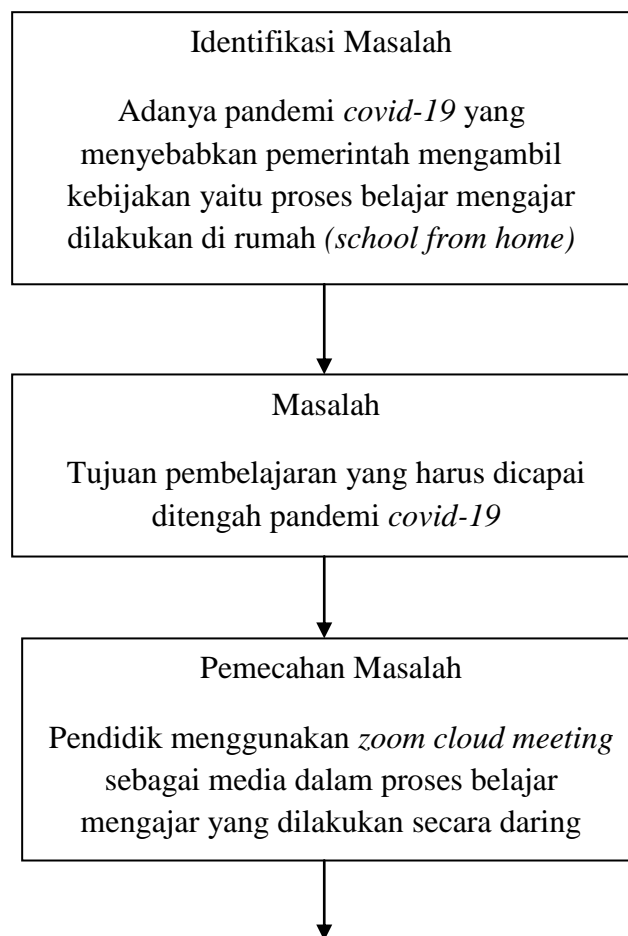 Identifikasi Masalah
Adanya pandemi covid-19 yang
menyebabkan pemerintah mengambil
kebijakan yaitu proses belajar mengajar
dilakukan di rumah (school from home)
Masalah
Tujuan pembelajaran yang harus dicapai
ditengah pandemi covid-19
Pemecahan Masalah
Pendidik menggunakan zoom cloud meeting
sebagai media dalam proses belajar
mengajar yang dilakukan secara daring